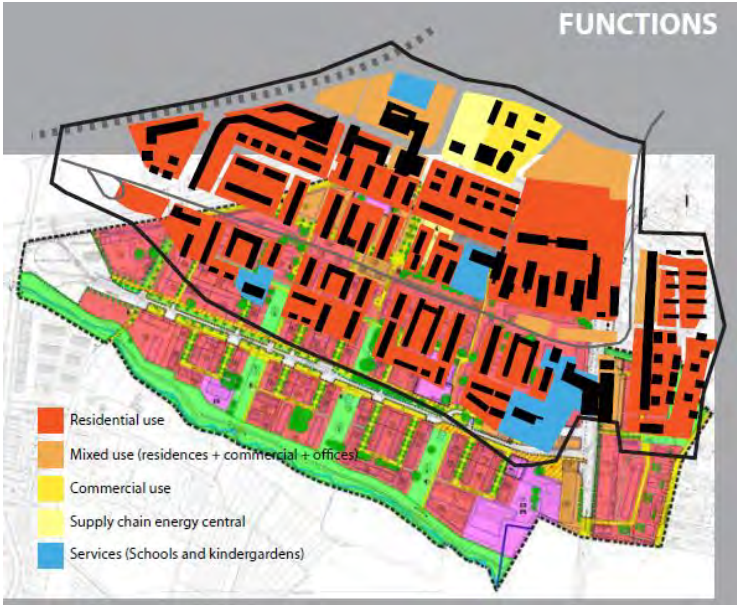 FUNCTIONS
Residential use
Mixed use (residences + commercial + offices)
Commercial use
Supply chain energy central
Services (Schools and kindergardens)